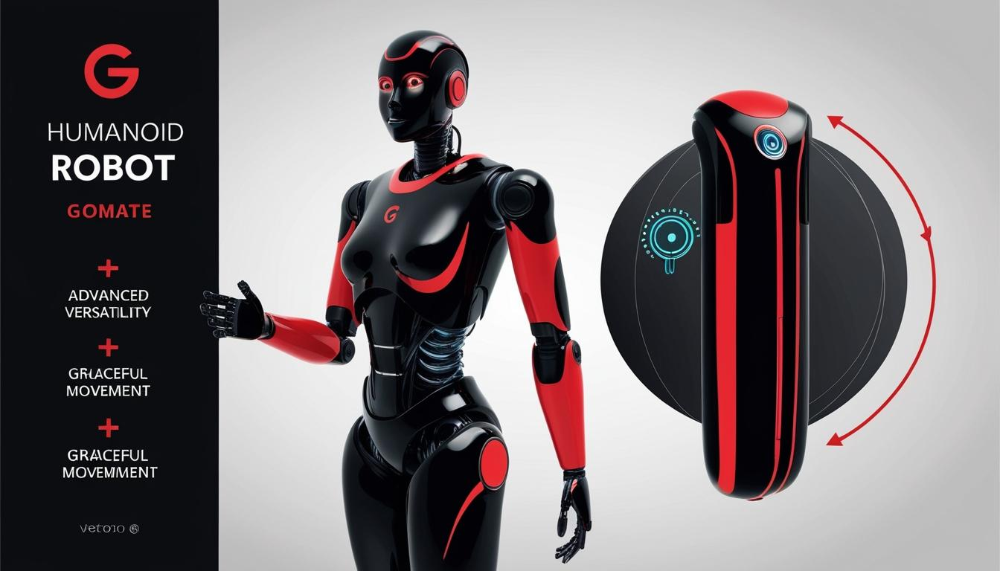 G
HUMANOID
ROBOT
GOMATE
+
ADVANCED
VERSATILITY
+
GRACEFUL
MOVEMENT
+
GRACEFUL
MOVEMMENT
G